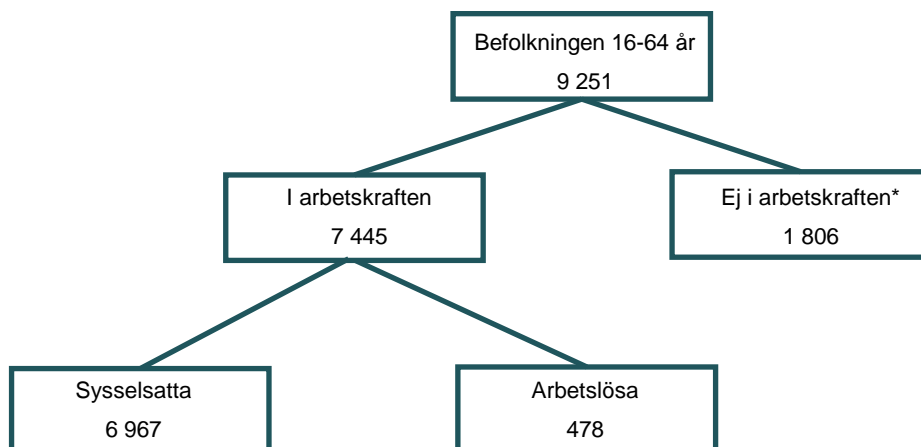 Befolkningen 16-64 år
9 251
I arbetskraften
7 445
Ej i arbetskraften*
1 806
Sysselsatta
6 967
Arbetslösa
478